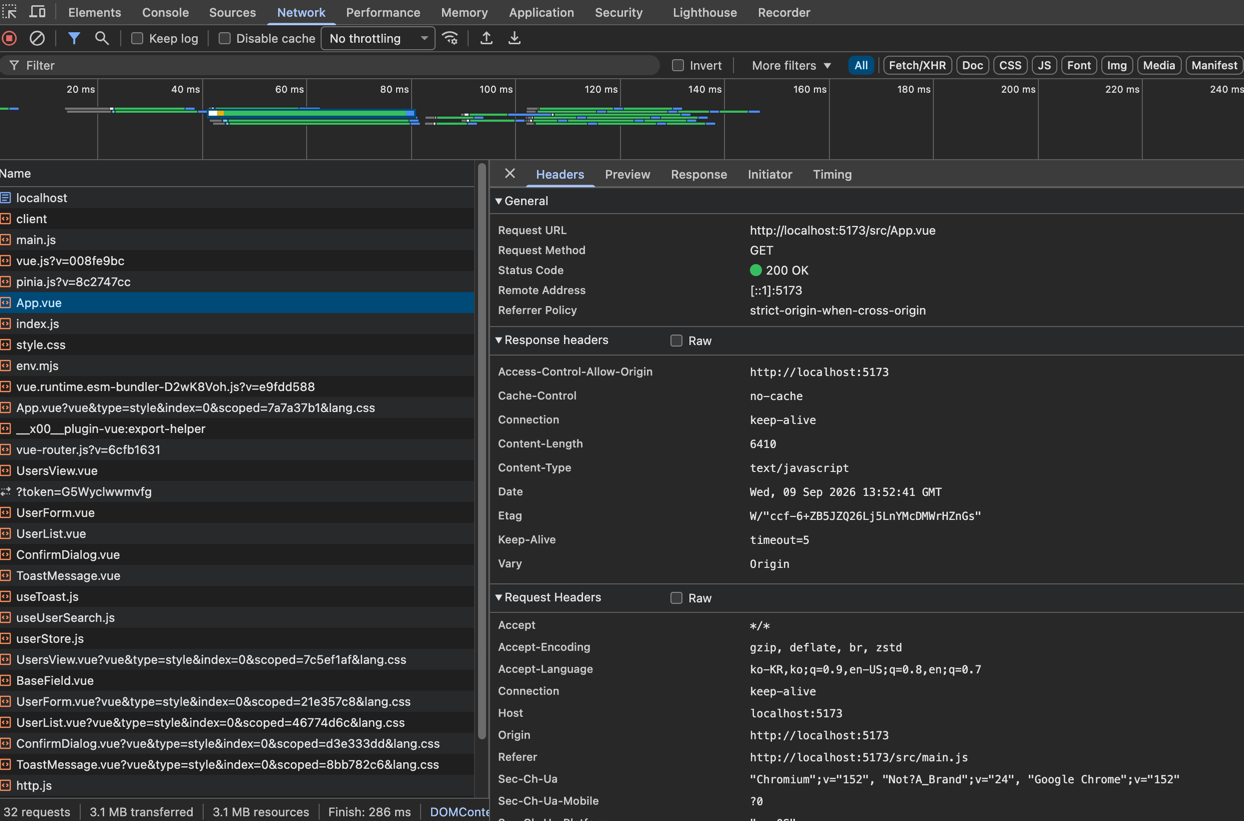 Elements Console Sources Network Performance Memory Application Security Lighthouse Recorder
Keep log Disable cache No throttling
Filter Invert More filters All Fetch/XHR Doc CSS JS Font Img Media Manifest
20 ms 40 ms 60 ms 80 ms 100 ms 120 ms 140 ms 160 ms 180 ms 200 ms 220 ms 240 ms
Name
localhost
client
main.js
vue.js?v=008fe9bc
pinia.js?v=8c2747cc
App.vue
index.js
style.css
env.mjs
vue.runtime.esm-bundler-D2wK8Voh.js?v=e9fdd588
App.vue?vue&type=style&index=0&scoped=7a7a37b1&lang.css
__x00__plugin-vue:export-helper
vue-router.js?v=6cfb1631
UsersView.vue
?token=G5Wyclwwmvfg
UserForm.vue
UserList.vue
ConfirmDialog.vue
ToastMessage.vue
useToast.js
useUserSearch.js
userStore.js
UsersView.vue?vue&type=style&index=0&scoped=7c5ef1af&lang.css
BaseField.vue
UserForm.vue?vue&type=style&index=0&scoped=21e357c8&lang.css
UserList.vue?vue&type=style&index=0&scoped=46774d6c&lang.css
ConfirmDialog.vue?vue&type=style&index=0&scoped=d3e333dd&lang.css
ToastMessage.vue?vue&type=style&index=0&scoped=8bb782c6&lang.css
http.js
32 requests 3.1 MB transferred 3.1 MB resources Finish: 286 ms DOMConte
Headers Preview Response Initiator Timing
General
Request URL http://localhost:5173/src/App.vue
Request Method GET
Status Code 200 OK
Remote Address [::1]:5173
Referrer Policy strict-origin-when-cross-origin
Response headers Raw
Access-Control-Allow-Origin http://localhost:5173
Cache-Control no-cache
Connection keep-alive
Content-Length 6410
Content-Type text/javascript
Date Wed, 09 Sep 2026 13:52:41 GMT
Etag W/"ccf-6+ZB5JZQ26Lj5LnYMcDMWrHZnGs"
Keep-Alive timeout=5
Vary Origin
Request Headers Raw
Accept */*
Accept-Encoding gzip, deflate, br, zstd
Accept-Language ko-KR,ko;q=0.9,en-US;q=0.8,en;q=0.7
Connection keep-alive
Host localhost:5173
Origin http://localhost:5173
Referer http://localhost:5173/src/main.js
Sec-Ch-Ua "Chromium";v="152", "Not?A_Brand";v="24", "Google Chrome";v="152"
Sec-Ch-Ua-Mobile ?0